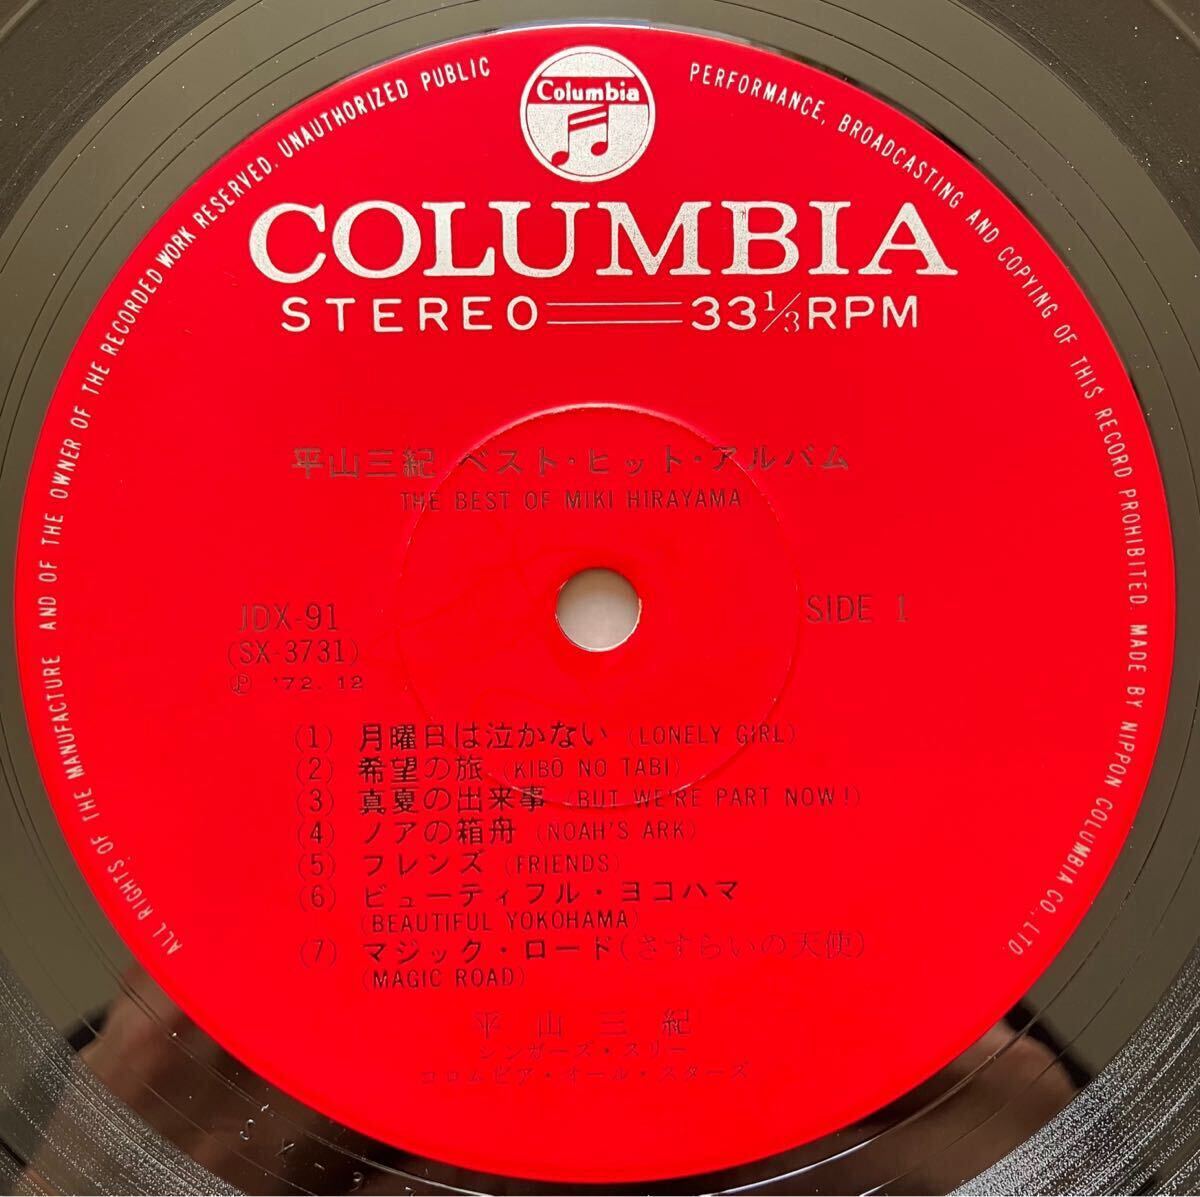 ALL RIGHTS OF THE MANUFACTURE AND OF THE OWNER OF THE RECORDED WORK RESERVED. UNAUTHORIZED PUBLIC PERFORMANCE, BROADCASTING AND COPYING OF THIS RECORD PROHIBITED. MADE BY NIPPON COLUMBIA CO., LTD.
Columbia
COLUMBIA
STEREO 33 1/3 RPM
平山三紀 ベスト・ヒット・アルバム
THE BEST OF MIKI HIRAYAMA
JDX-91
(SX-3731)
Ⓟ '72.12
SIDE 1
(1) 月曜日は泣かない (LONELY GIRL)
(2) 希望の旅 (KIBŌ NO TABI)
(3) 真夏の出来事 (BUT WE'RE PART NOW!)
(4) ノアの箱舟 (NOAH'S ARK)
(5) フレンズ (FRIENDS)
(6) ビューティフル・ヨコハマ
(BEAUTIFUL YOKOHAMA)
(7) マジック・ロード(さすらいの天使)
(MAGIC ROAD)
平山三紀
シンガーズ・スリー
コロムビア・オール・スターズ